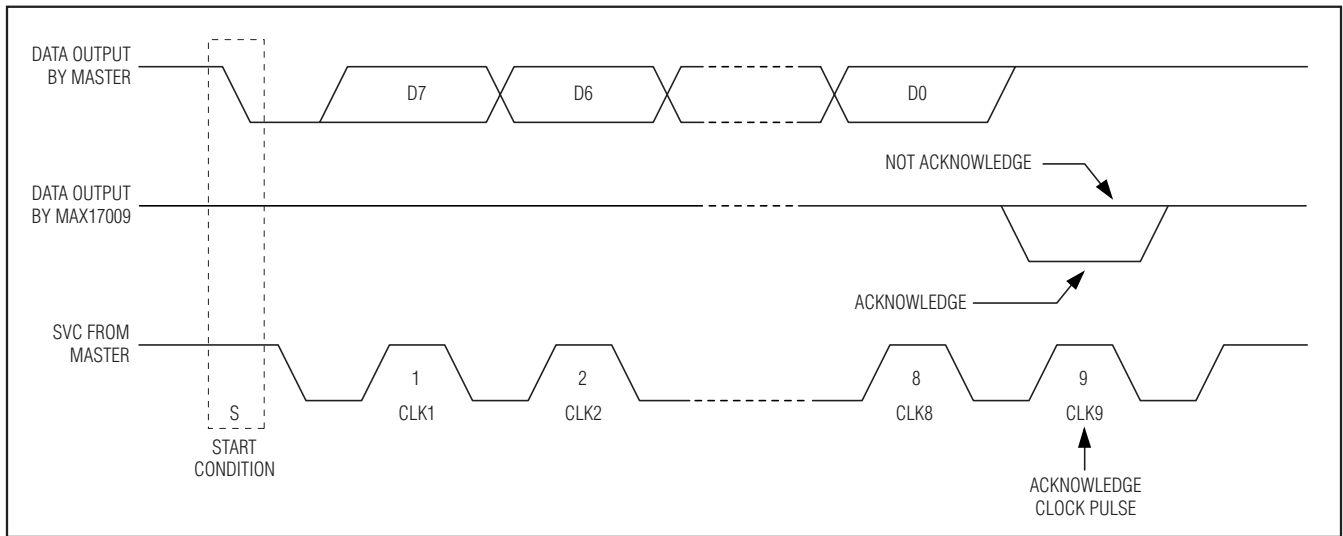 DATA OUTPUT
BY MASTER
D7
D6
D0
NOT ACKNOWLEDGE
DATA OUTPUT
BY MAX17009
ACKNOWLEDGE
SVC FROM
MASTER
1
2
8
9
S
CLK1
CLK2
CLK8
CLK9
START
CONDITION
ACKNOWLEDGE
CLOCK PULSE